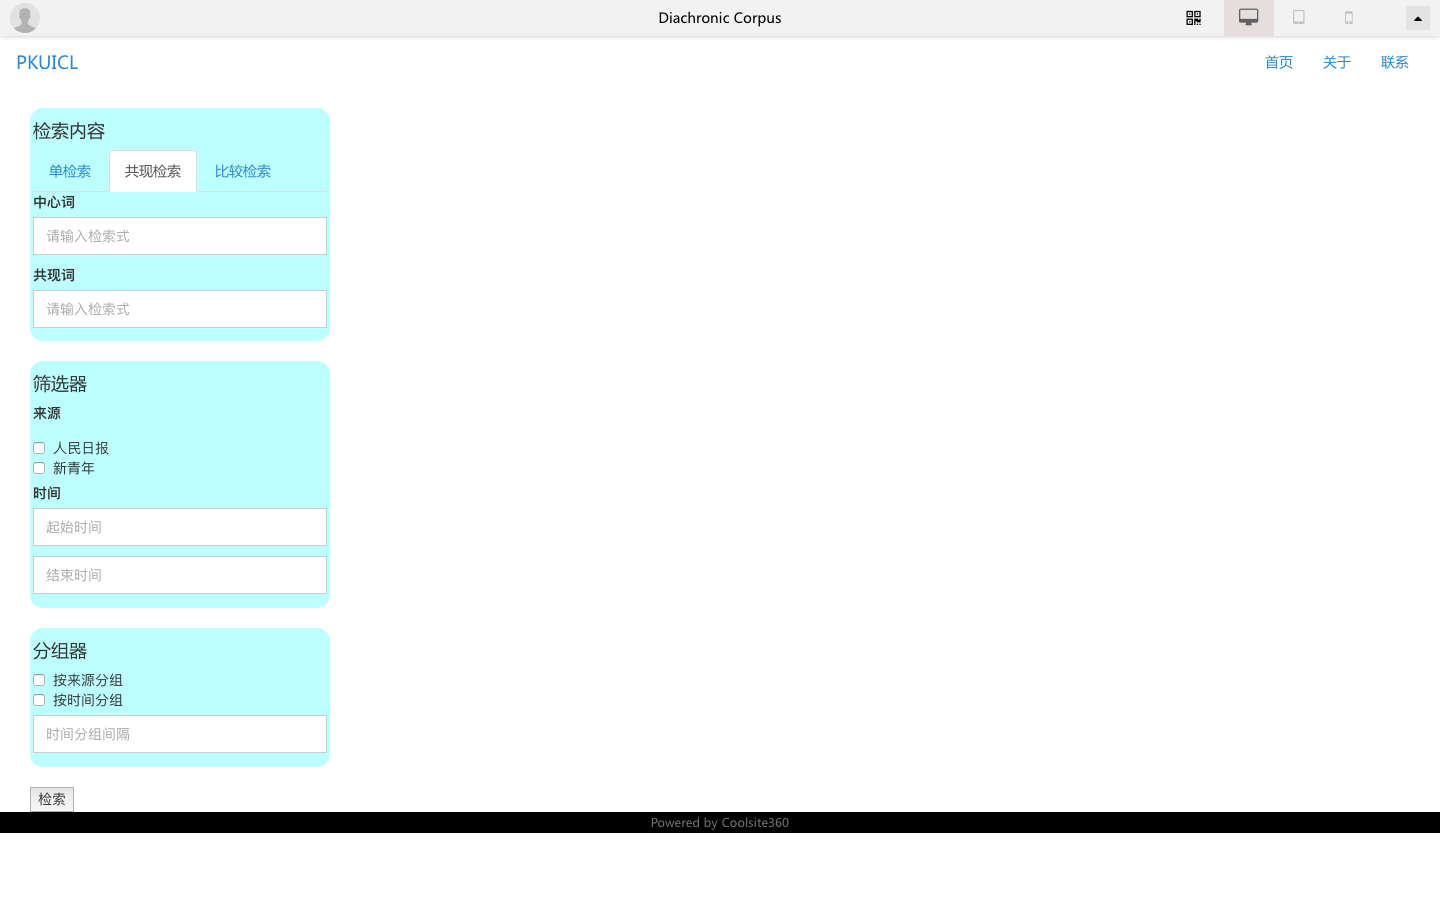 Diachronic Corpus
PKUICL
首页 关于 联系
检索内容
单检索 共现检索 比较检索
中心词
请输入检索式
共现词
请输入检索式
筛选器
来源
人民日报
新青年
时间
起始时间
结束时间
分组器
按来源分组
按时间分组
时间分组间隔
检索
Powered by Coolsite360